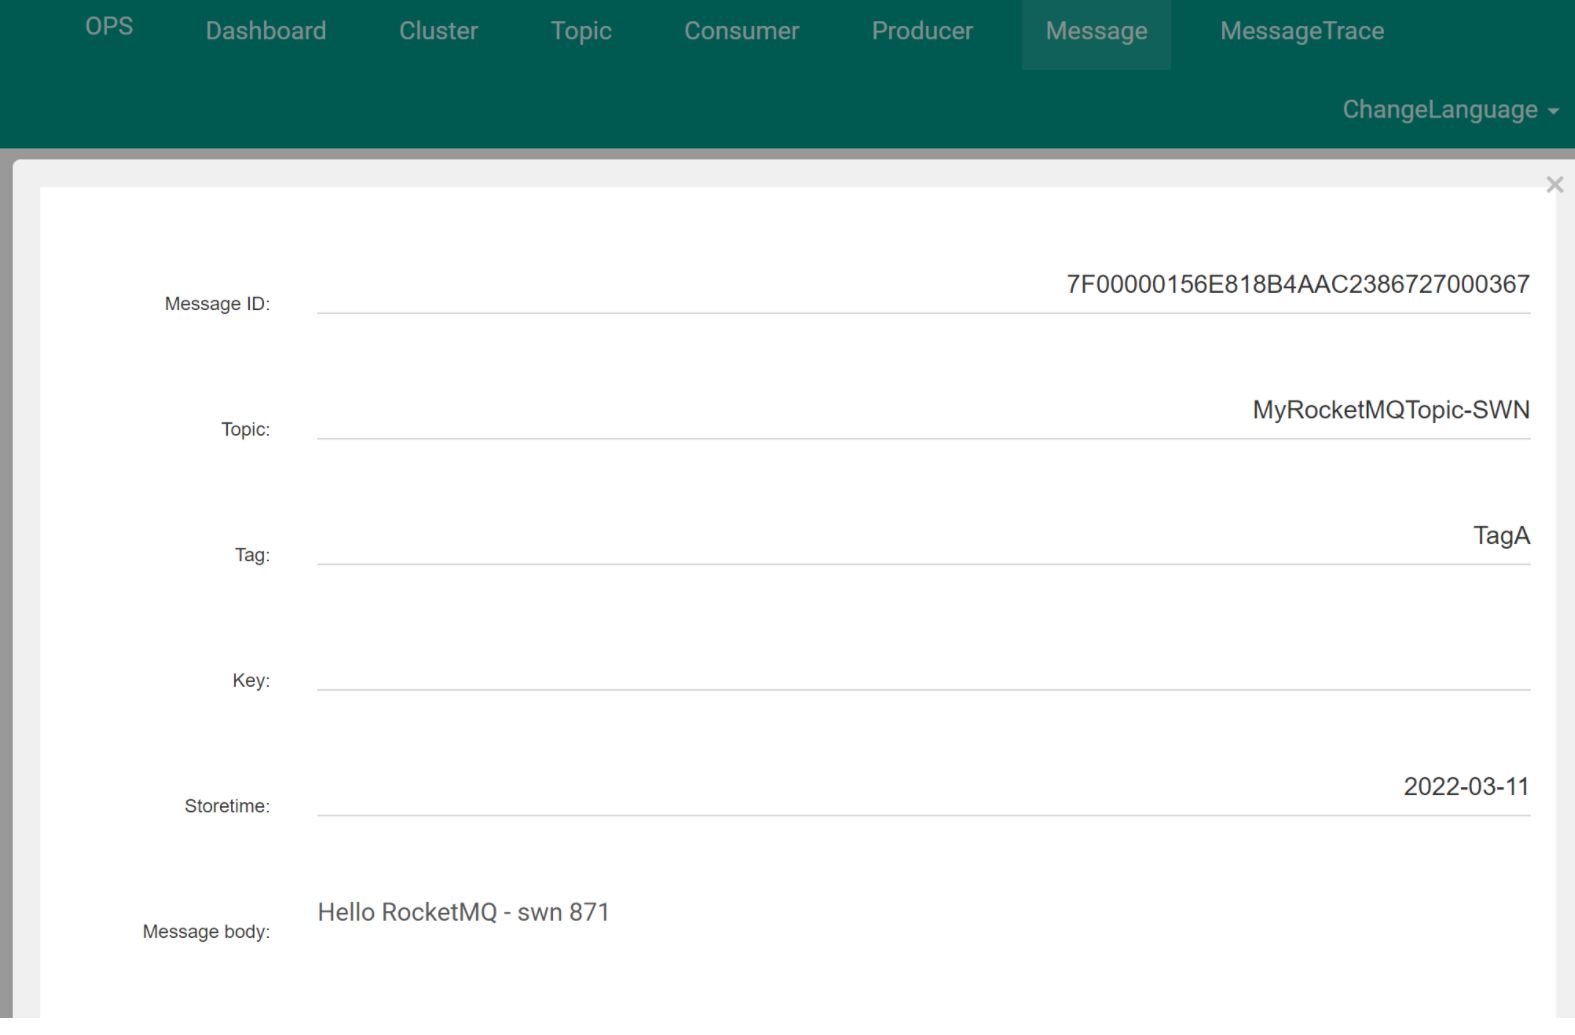 OPS Dashboard Cluster Topic Consumer Producer Message MessageTrace
ChangeLanguage
×
Message ID: 7F00000156E818B4AAC2386727000367
Topic: MyRocketMQTopic-SWN
Tag: TagA
Key:
Storetime: 2022-03-11
Message body: Hello RocketMQ - swn 871